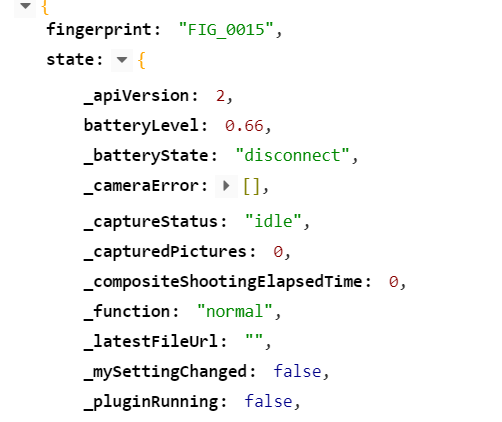 {
fingerprint: "FIG_0015",
state: {
_apiVersion: 2,
batteryLevel: 0.66,
_batteryState: "disconnect",
_cameraError: [],
_captureStatus: "idle",
_capturedPictures: 0,
_compositeShootingElapsedTime: 0,
_function: "normal",
_latestFileUrl: "",
_mySettingChanged: false,
_pluginRunning: false,